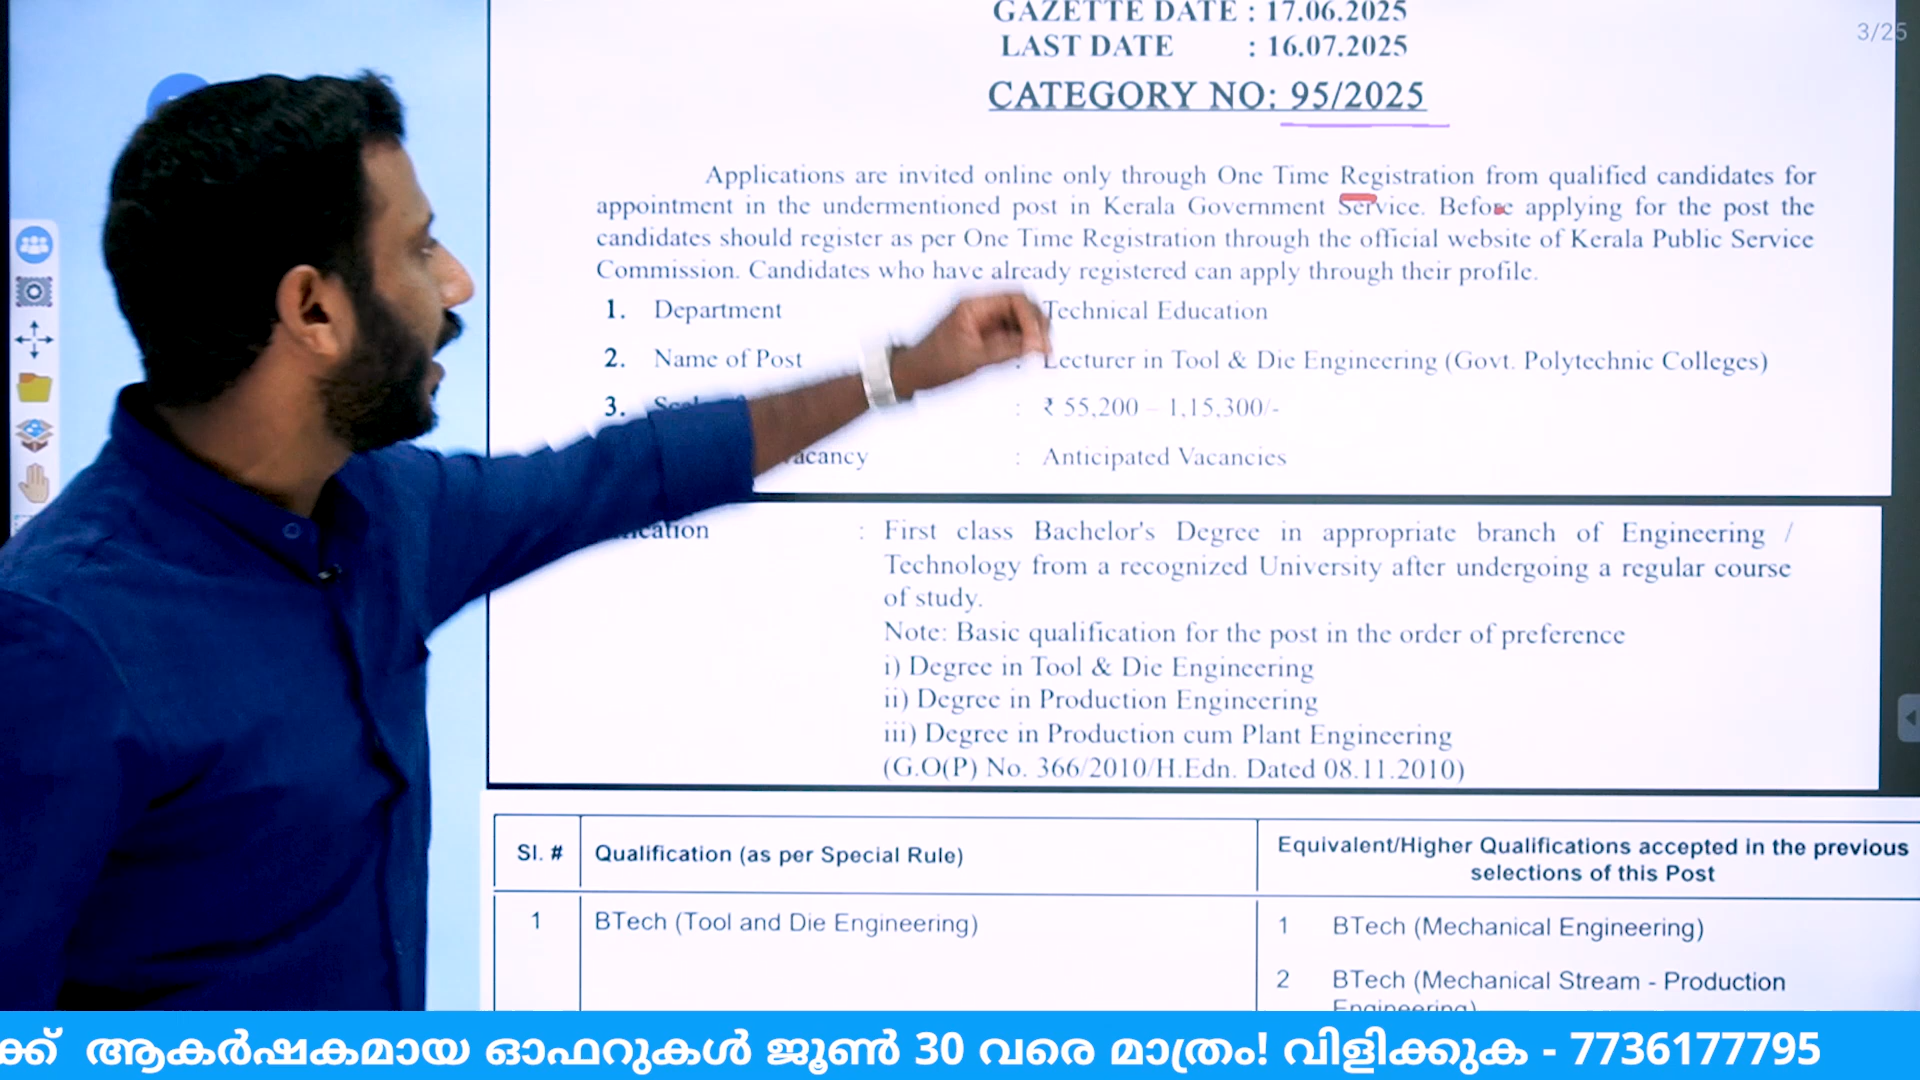 GAZETTE DATE : 17.06.2025
3/25
LAST DATE : 16.07.2025
CATEGORY NO: 95/2025
Applications are invited online only through One Time Registration from qualified candidates for
appointment in the undermentioned post in Kerala Government Service. Before applying for the post the
candidates should register as per One Time Registration through the official website of Kerala Public Service
Commission. Candidates who have already registered can apply through their profile.
1. Department Technical Education
2. Name of Post : Lecturer in Tool & Die Engineering (Govt. Polytechnic Colleges)
3. : ₹ 55,200 – 1,15,300/-
: Anticipated Vacancies
: First class Bachelor's Degree in appropriate branch of Engineering /
Technology from a recognized University after undergoing a regular course
of study.
Note: Basic qualification for the post in the order of preference
i) Degree in Tool & Die Engineering
ii) Degree in Production Engineering
iii) Degree in Production cum Plant Engineering
(G.O(P) No. 366/2010/H.Edn. Dated 08.11.2010)
Sl. # Qualification (as per Special Rule) Equivalent/Higher Qualifications accepted in the previous
selections of this Post
1 BTech (Tool and Die Engineering) 1 BTech (Mechanical Engineering)
2 BTech (Mechanical Stream - Production
Engineering)
ആകർഷകമായ ഓഫറുകൾ ജൂൺ 30 വരെ മാത്രം! വിളിക്കുക - 7736177795